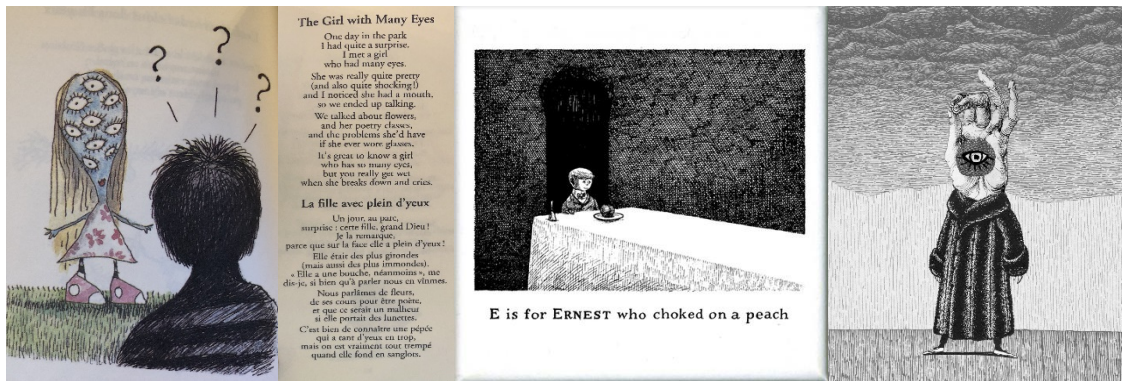 ? ? ?
The Girl with Many Eyes
One day in the park
I had quite a surprise.
I met a girl
who had many eyes.
She was really quite pretty
(and also quite shocking!)
and I noticed she had a mouth,
so we ended up talking.
We talked about flowers,
and her poetry classes,
and the problems she'd have
if she ever wore glasses.
It's great to know a girl
who has so many eyes,
but you really get wet
when she breaks down and cries.
La fille avec plein d'yeux
Un jour, au parc,
surprise : cette fille, grand Dieu !
Je la remarque,
parce que sur la face elle a plein d'yeux !
Elle était des plus girondes
(mais aussi des plus immondes).
« Elle a une bouche, néanmoins », me
dis-je, si bien qu'à parler nous en vînmes.
Nous parlâmes de fleurs,
de ses cours pour être poète,
et que ce serait un malheur
si elle portait des lunettes.
C'est bien de connaître une pépée
qui a tant d'yeux en trop,
mais on est vraiment tout trempé
quand elle fond en sanglots.
E is for ERNEST who choked on a peach